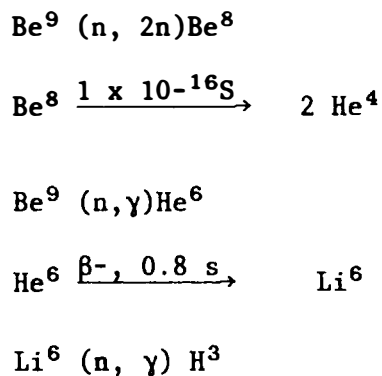 Be⁹ (n, 2n)Be⁸
Be⁸ 1 x 10-¹⁶S → 2 He⁴
Be⁹ (n,γ)He⁶
He⁶ β-, 0.8 s → Li⁶
Li⁶ (n, γ) H³